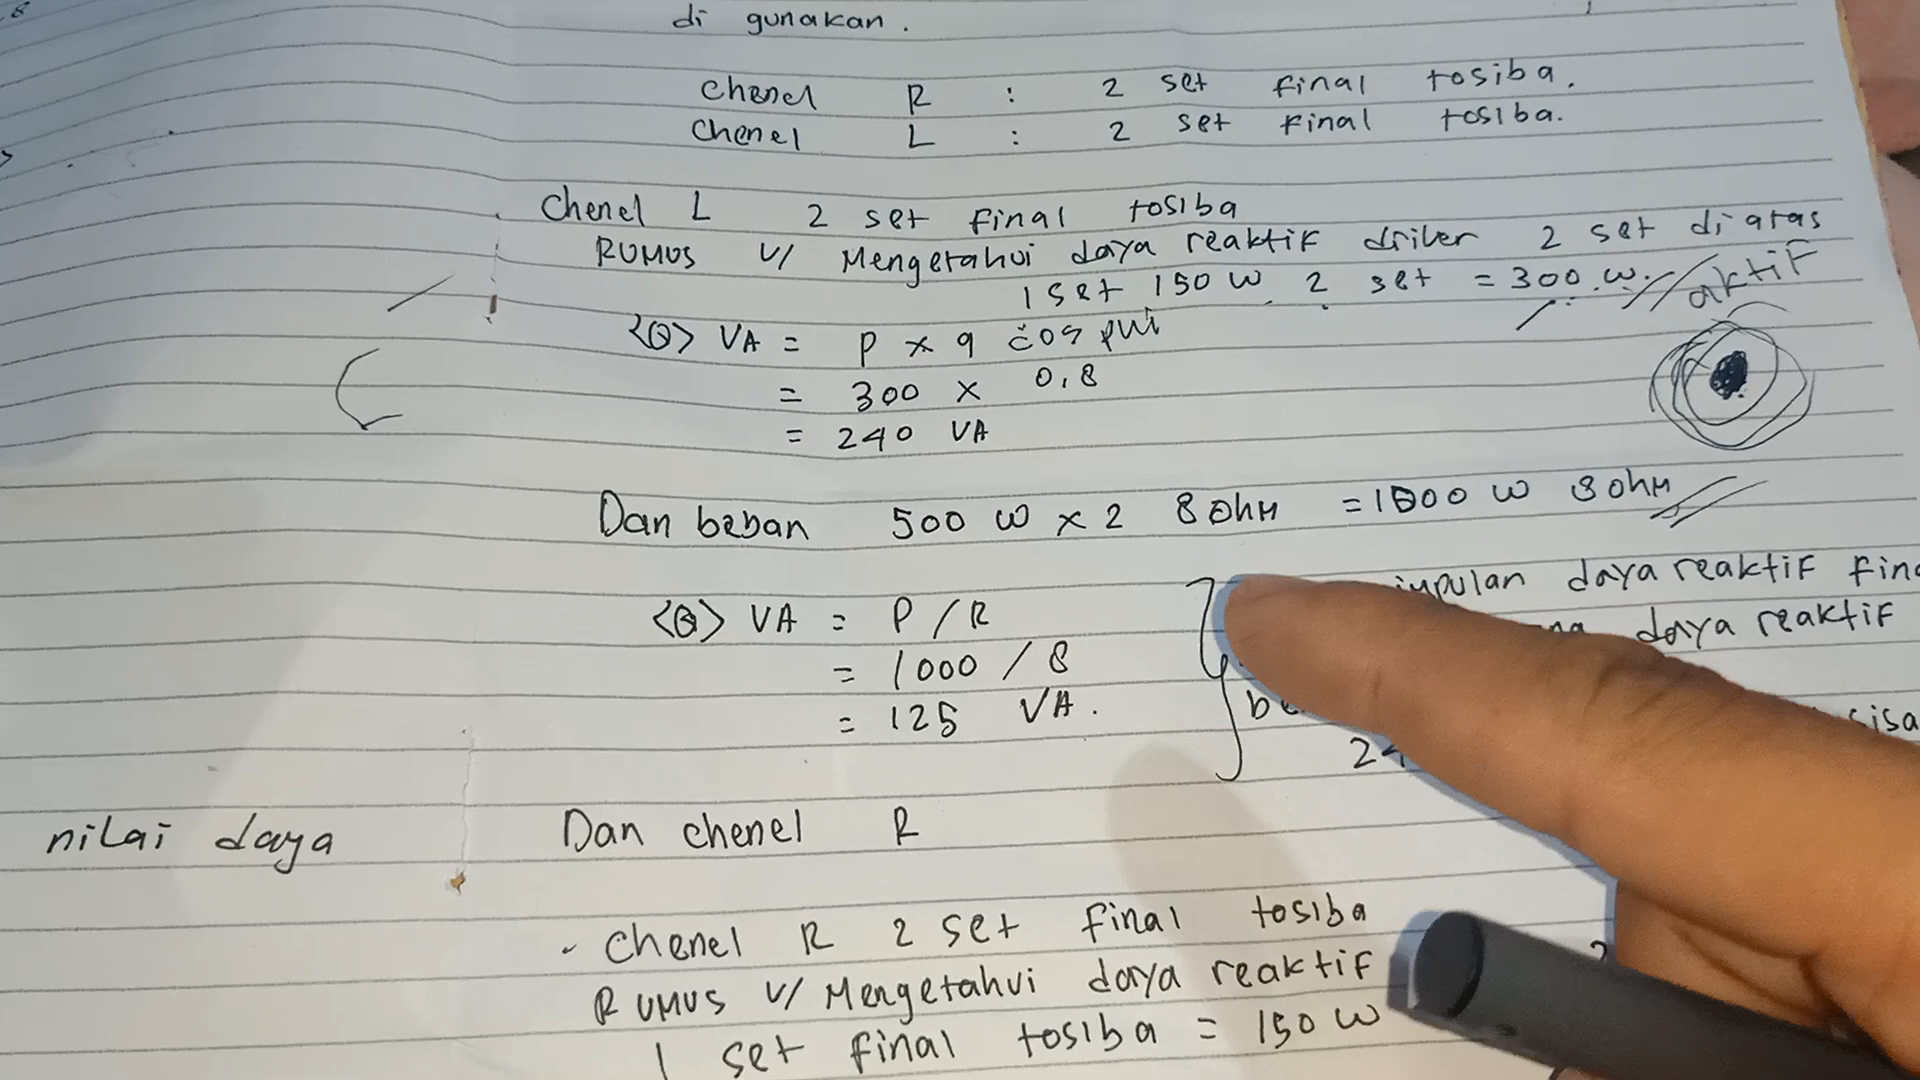 di gunakan.
Chenel R : 2 set final tosiba.
Chenel L : 2 set final tosiba.
Chenel L 2 set final tosiba
RUMUS U/ Mengetahui daya reaktif driver 2 set di atas
1 set 150 W 2 set = 300.W. aktif
<Q> VA = P x 9 cos phi
= 300 x 0,8
= 240 VA
Dan beban 500 W x 2 8 Ohm = 1000 W 8 ohm
<Q> VA = P / R
= 1000 / 8
= 125 VA.
daya reaktif
daya reaktif
sisa
nilai daya
Dan chenel R
- Chenel R 2 set final tosiba
RUMUS U/ Mengetahui daya reaktif
1 set final tosiba = 150 W